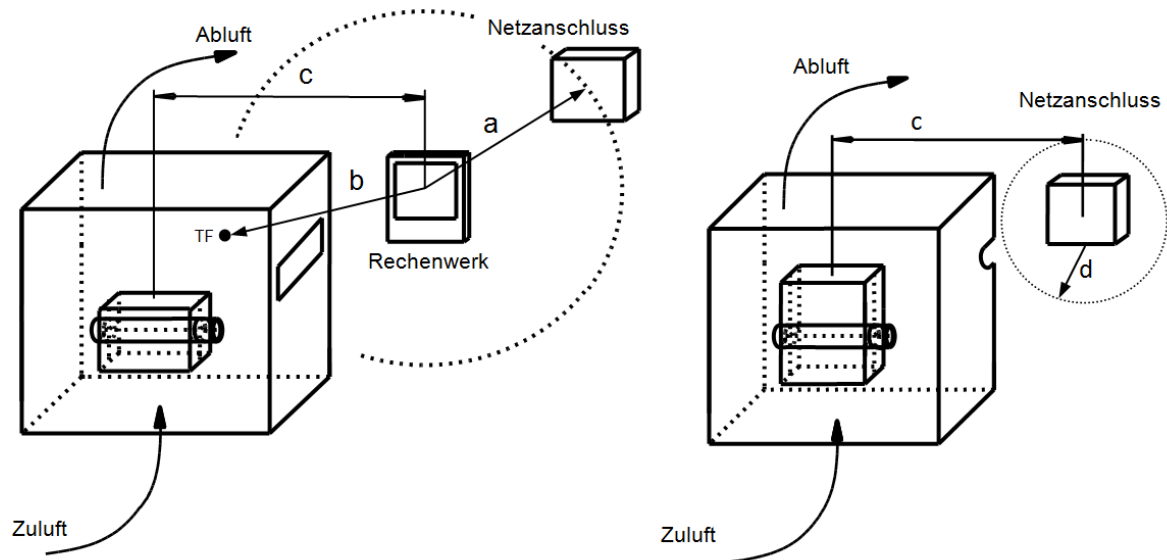 Abluft
Netzanschluss
c
a
b
TF
Rechenwerk
Zuluft
Abluft
Netzanschluss
c
d
Zuluft